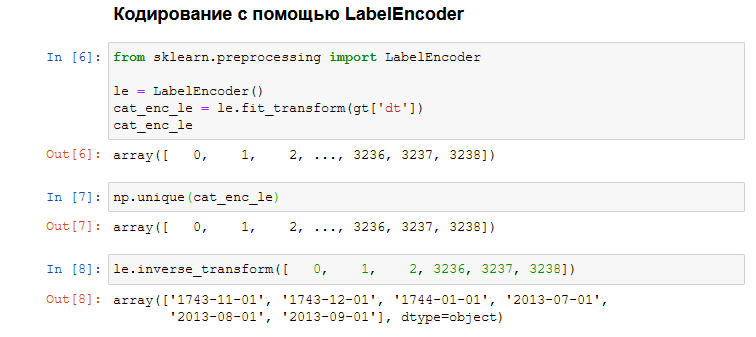 Кодирование с помощью LabelEncoder
In [6]: from sklearn.preprocessing import LabelEncoder
le = LabelEncoder()
cat_enc_le = le.fit_transform(gt['dt'])
cat_enc_le
Out[6]: array([   0,    1,    2, ..., 3236, 3237, 3238])
In [7]: np.unique(cat_enc_le)
Out[7]: array([   0,    1,    2, ..., 3236, 3237, 3238])
In [8]: le.inverse_transform([   0,    1,    2, 3236, 3237, 3238])
Out[8]: array(['1743-11-01', '1743-12-01', '1744-01-01', '2013-07-01',
'2013-08-01', '2013-09-01'], dtype=object)